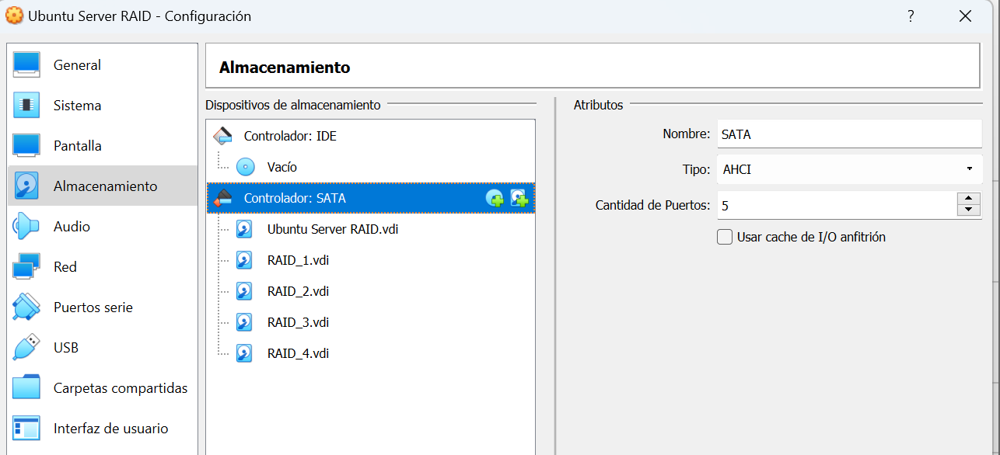 Ubuntu Server RAID - Configuración
?
General
Sistema
Pantalla
Almacenamiento
Audio
Red
Puertos serie
USB
Carpetas compartidas
Interfaz de usuario
Almacenamiento
Dispositivos de almacenamiento
Controlador: IDE
Vacío
Controlador: SATA
Ubuntu Server RAID.vdi
RAID_1.vdi
RAID_2.vdi
RAID_3.vdi
RAID_4.vdi
Atributos
Nombre: SATA
Tipo: AHCI
Cantidad de Puertos: 5
Usar cache de I/O anfitrión